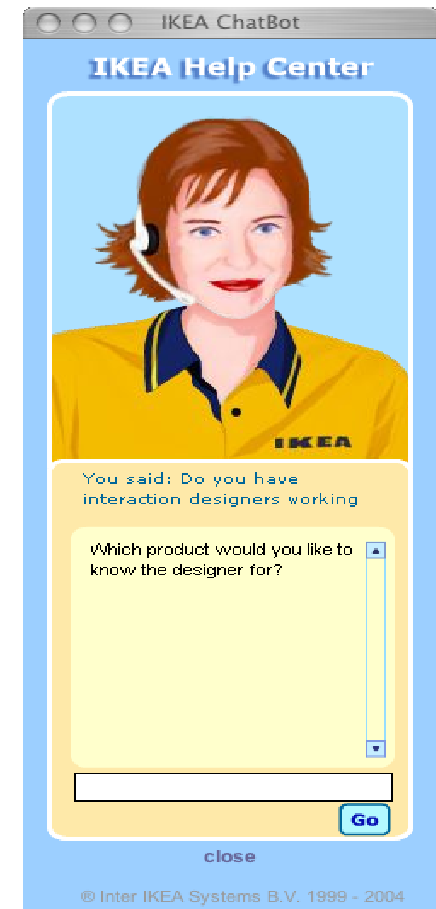 IKEA ChatBot
IKEA Help Center
IKEA
You said: Do you have
interaction designers working
Which product would you like to
know the designer for?
Go
close
® Inter IKEA Systems B.V. 1999 - 2004